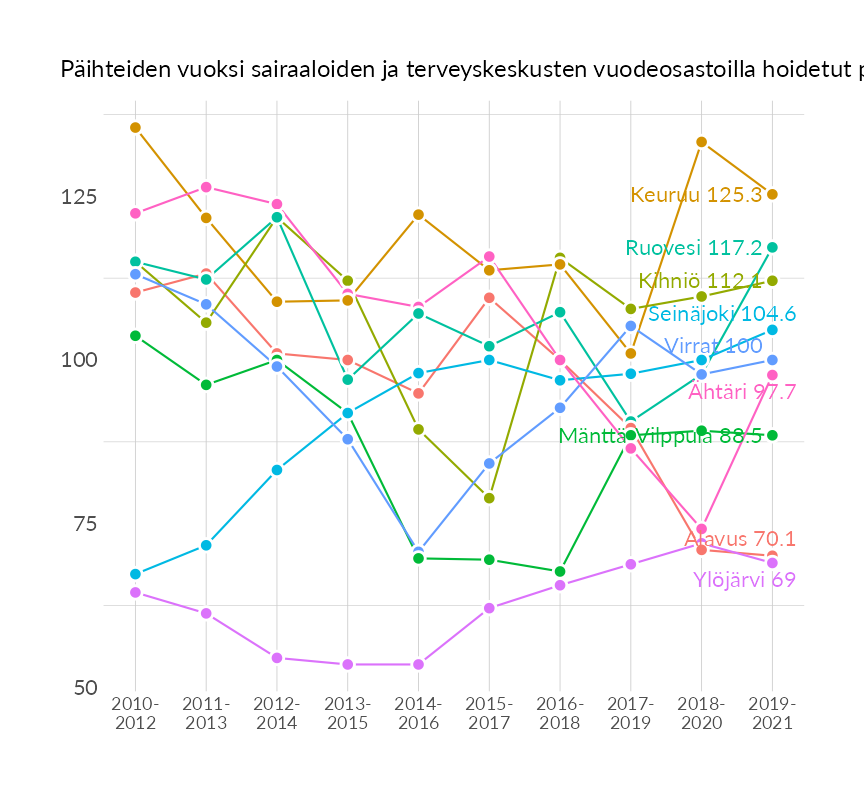 Päihteiden vuoksi sairaaloiden ja terveyskeskusten vuodeosastoilla hoidetut
125
Keuruu 125.3
Ruovesi 117.2
Kihniö 112.1
Seinäjoki 104.6
Virrat 100
100
Ähtäri 97.7
Mänttä-Vilppula 88.5
75
Alavus 70.1
Ylöjärvi 69
50
2010-2012
2011-2013
2012-2014
2013-2015
2014-2016
2015-2017
2016-2018
2017-2019
2018-2020
2019-2021